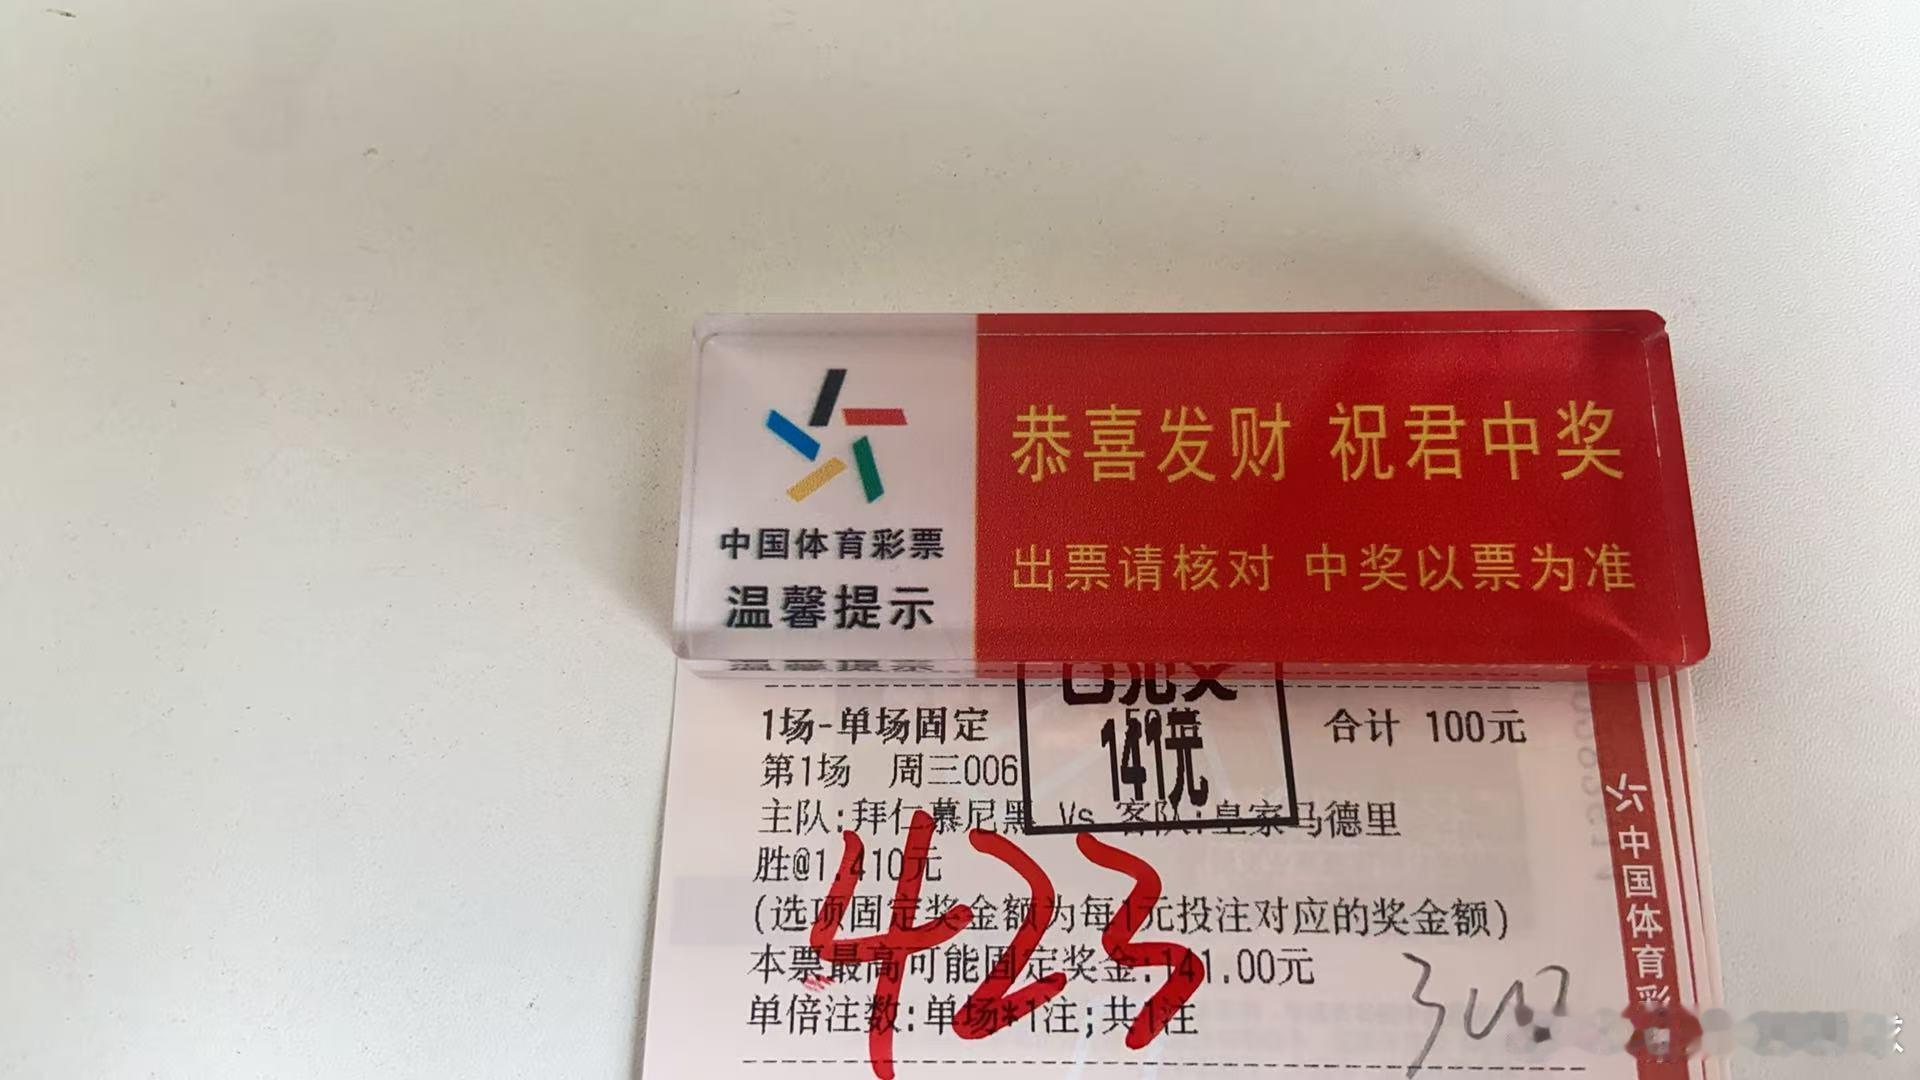 恭喜发财 祝君中奖
出票请核对 中奖以票为准
中国体育彩票
温馨提示
已兑奖
141元
1场-单场固定
合计 100元
第1场 周三006
主队:拜仁慕尼黑 Vs 客队:皇家马德里
胜@1.410元
(选项固定奖金额为每1元投注对应的奖金额)
本票最高可能固定奖金:141.00元
单倍注数:单场*1注;共1注
423
中国体育彩